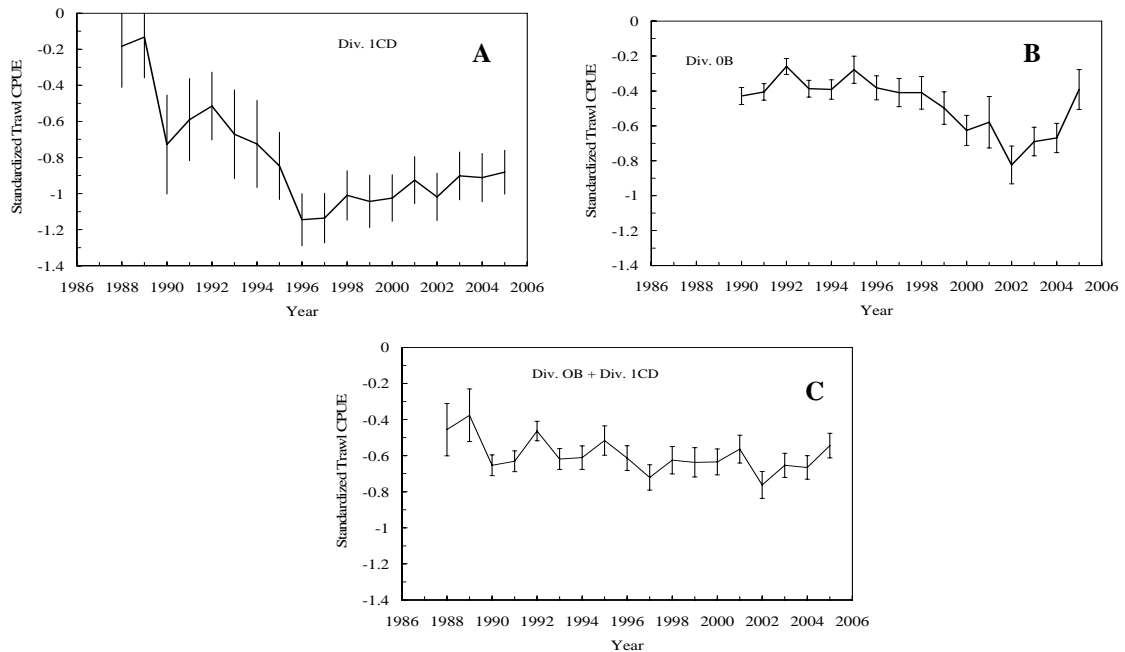 0
-0.2
-0.4
-0.6
-0.8
-1
-1.2
-1.4
Standardized Trawl CPUE
Div. 1CD
A
1986 1988 1990 1992 1994 1996 1998 2000 2002 2004 2006
Year
0
-0.2
-0.4
-0.6
-0.8
-1
-1.2
-1.4
Standardized Trawl CPUE
Div. 0B
B
1986 1988 1990 1992 1994 1996 1998 2000 2002 2004 2006
Year
0
-0.2
-0.4
-0.6
-0.8
-1
-1.2
-1.4
Standardized Trawl CPUE
Div. OB + Div. 1CD
C
1986 1988 1990 1992 1994 1996 1998 2000 2002 2004 2006
Year